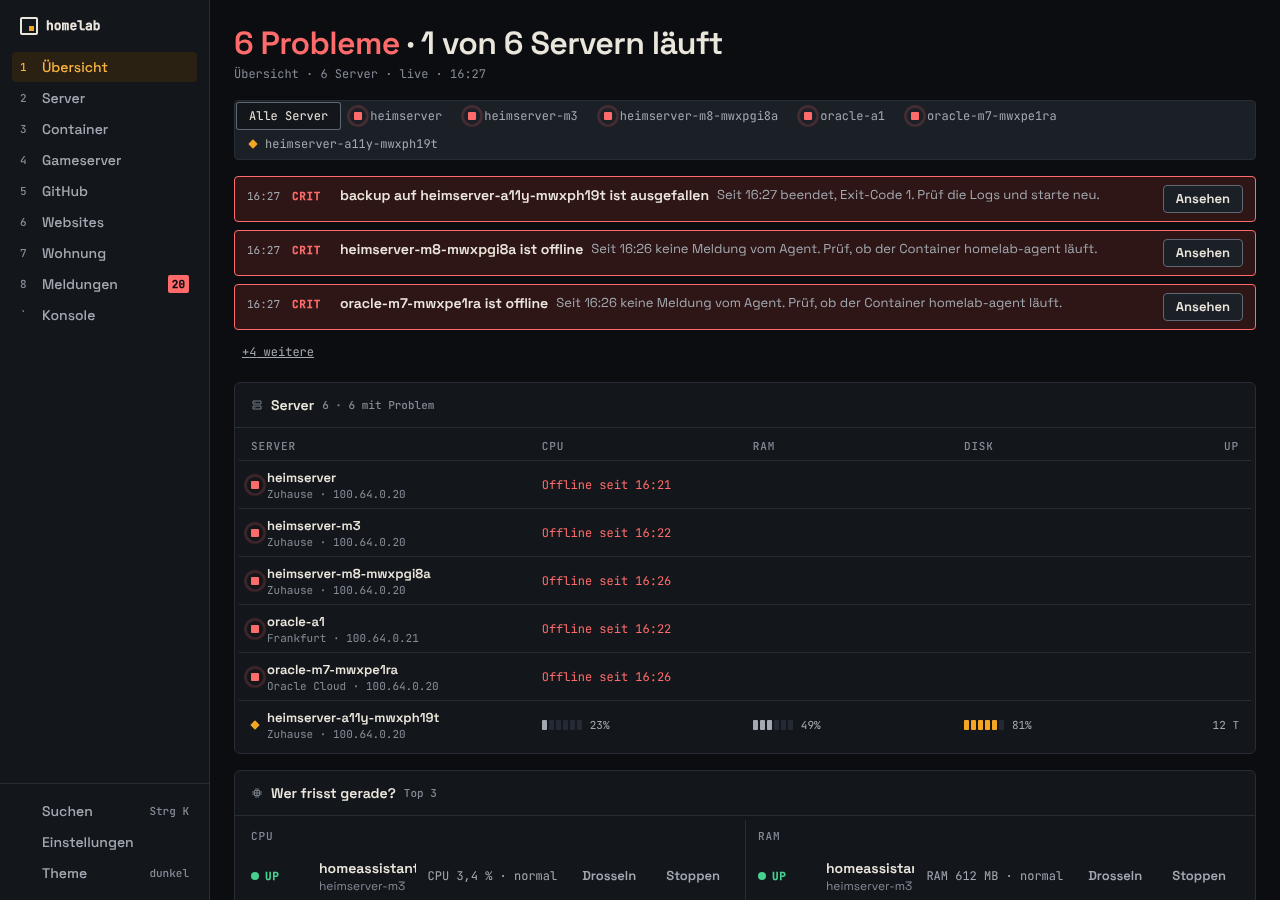 homelab
1 Übersicht
2 Server
3 Container
4 Gameserver
5 GitHub
6 Websites
7 Wohnung
8 Meldungen 20
` Konsole
Suchen Strg K
Einstellungen
Theme dunkel
6 Probleme · 1 von 6 Servern läuft
Übersicht · 6 Server · live · 16:27
Alle Server heimserver heimserver-m3 heimserver-m8-mwxpgi8a oracle-a1 oracle-m7-mwxpe1ra
heimserver-a11y-mwxph19t
16:27 CRIT backup auf heimserver-a11y-mwxph19t ist ausgefallen Seit 16:27 beendet, Exit-Code 1. Prüf die Logs und starte neu. Ansehen
16:27 CRIT heimserver-m8-mwxpgi8a ist offline Seit 16:26 keine Meldung vom Agent. Prüf, ob der Container homelab-agent läuft. Ansehen
16:27 CRIT oracle-m7-mwxpe1ra ist offline Seit 16:26 keine Meldung vom Agent. Prüf, ob der Container homelab-agent läuft. Ansehen
+4 weitere
Server 6 · 6 mit Problem
SERVER CPU RAM DISK UP
heimserver
Zuhause · 100.64.0.20
Offline seit 16:21
heimserver-m3
Zuhause · 100.64.0.20
Offline seit 16:22
heimserver-m8-mwxpgi8a
Zuhause · 100.64.0.20
Offline seit 16:26
oracle-a1
Frankfurt · 100.64.0.21
Offline seit 16:22
oracle-m7-mwxpe1ra
Oracle Cloud · 100.64.0.20
Offline seit 16:26
heimserver-a11y-mwxph19t
Zuhause · 100.64.0.20
23% 49% 81% 12 T
Wer frisst gerade? Top 3
CPU
UP homeassistant CPU 3,4 % · normal Drosseln Stoppen
heimserver-m3
RAM
UP homeassistar RAM 612 MB · normal Drosseln Stoppen
heimserver-m3